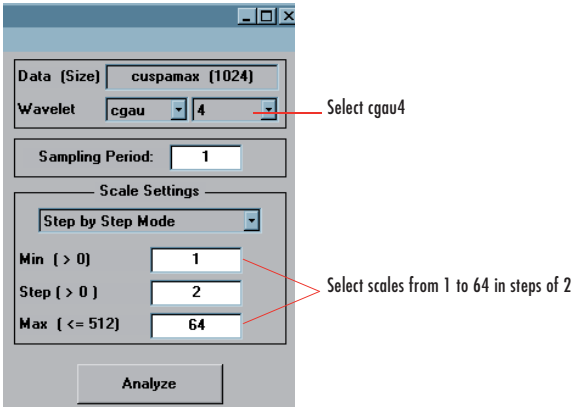 Data (Size) cuspamax (1024)
Wavelet cgau 4
Select cgau4
Sampling Period: 1
Scale Settings
Step by Step Mode
Min ( > 0) 1
Step ( > 0 ) 2
Select scales from 1 to 64 in steps of 2
Max ( <= 512) 64
Analyze